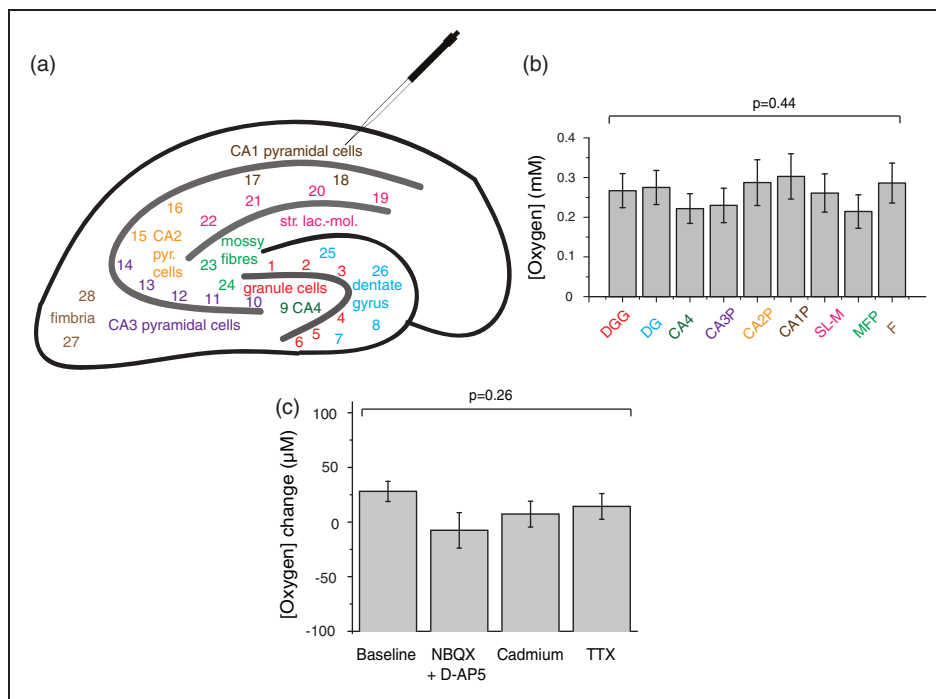 (a)
CA1 pyramidal cells
17 18
16 21 20 19
22 str. lac.-mol.
15 CA2
pyr.
cells
mossy
fibres
23
24
25
14
13
12
11
10
1 2 3
granule cells
26
dentate
gyrus
9 CA4
4
5
6
7
8
28
fimbria
27
CA3 pyramidal cells
(b)
p=0.44
[Oxygen] (mM)
0.4
0.3
0.2
0.1
0
DGG DG CA4 CA3P CA2P CA1P SL-M MFP F
(c)
p=0.26
[Oxygen] change (µM)
100
50
0
-50
-100
Baseline NBQX Cadmium TTX
+ D-AP5